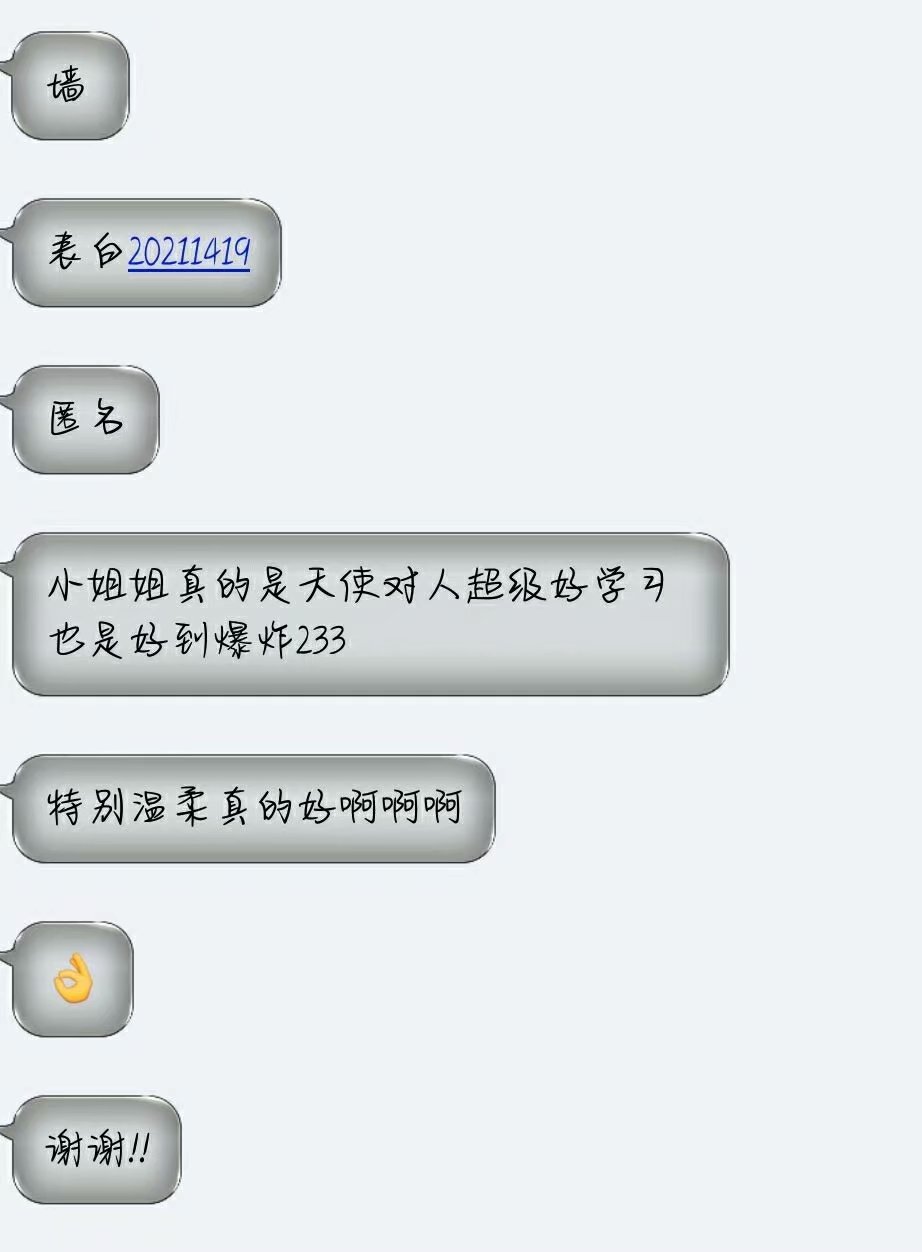 墙
表白20211419
匿名
小姐姐真的是天使对人超级好学习
也是好到爆炸233
特别温柔真的好啊啊啊
👌
谢谢!!